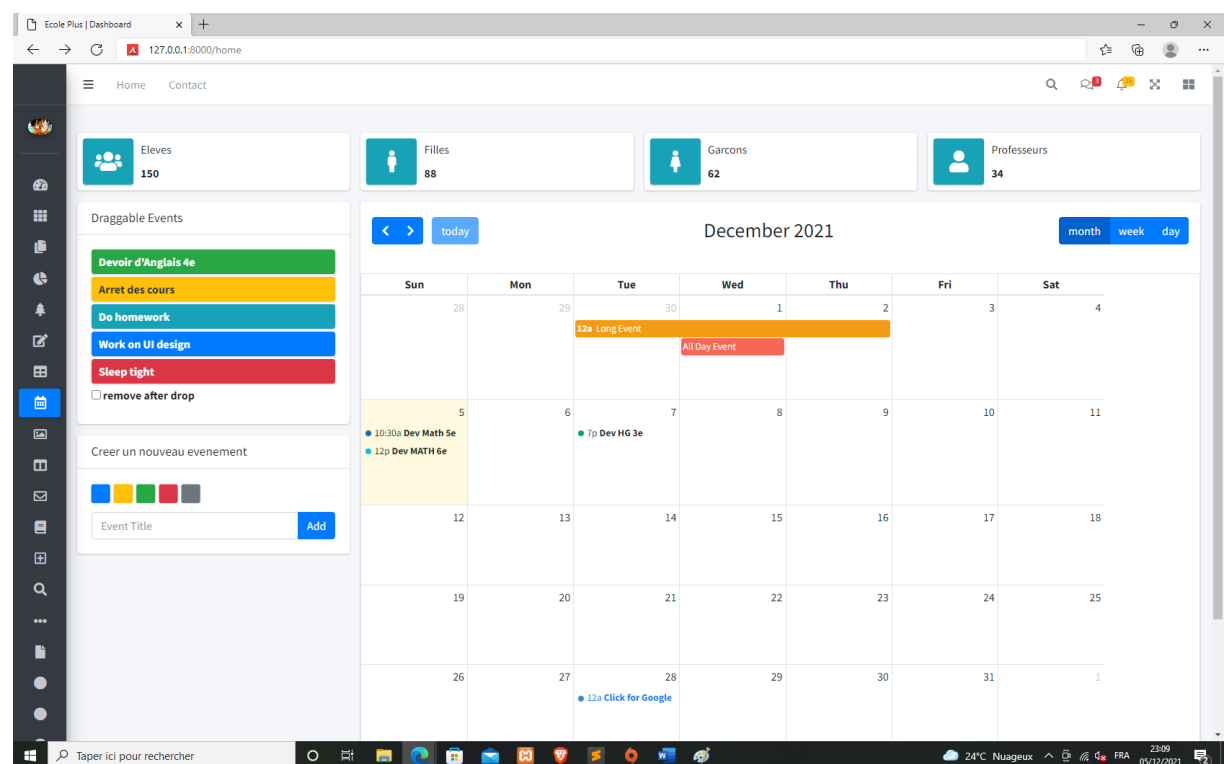 Ecole Plus | Dashboard
127.0.0.1:8000/home
Home Contact
3
15
Eleves
150
Filles
88
Garcons
62
Professeurs
34
Draggable Events
Devoir d'Anglais 4e
Arret des cours
Do homework
Work on UI design
Sleep tight
remove after drop
Creer un nouveau evenement
Event Title
Add
today
December 2021
month week day
Sun Mon Tue Wed Thu Fri Sat
28 29 30 1 2 3 4
12a Long Event
All Day Event
5 6 7 8 9 10 11
10:30a Dev Math 5e
7p Dev HG 3e
12p Dev MATH 6e
12 13 14 15 16 17 18
19 20 21 22 23 24 25
26 27 28 29 30 31 1
12a Click for Google
Taper ici pour rechercher
24°C Nuageux
FRA
23:09
05/12/2021
2